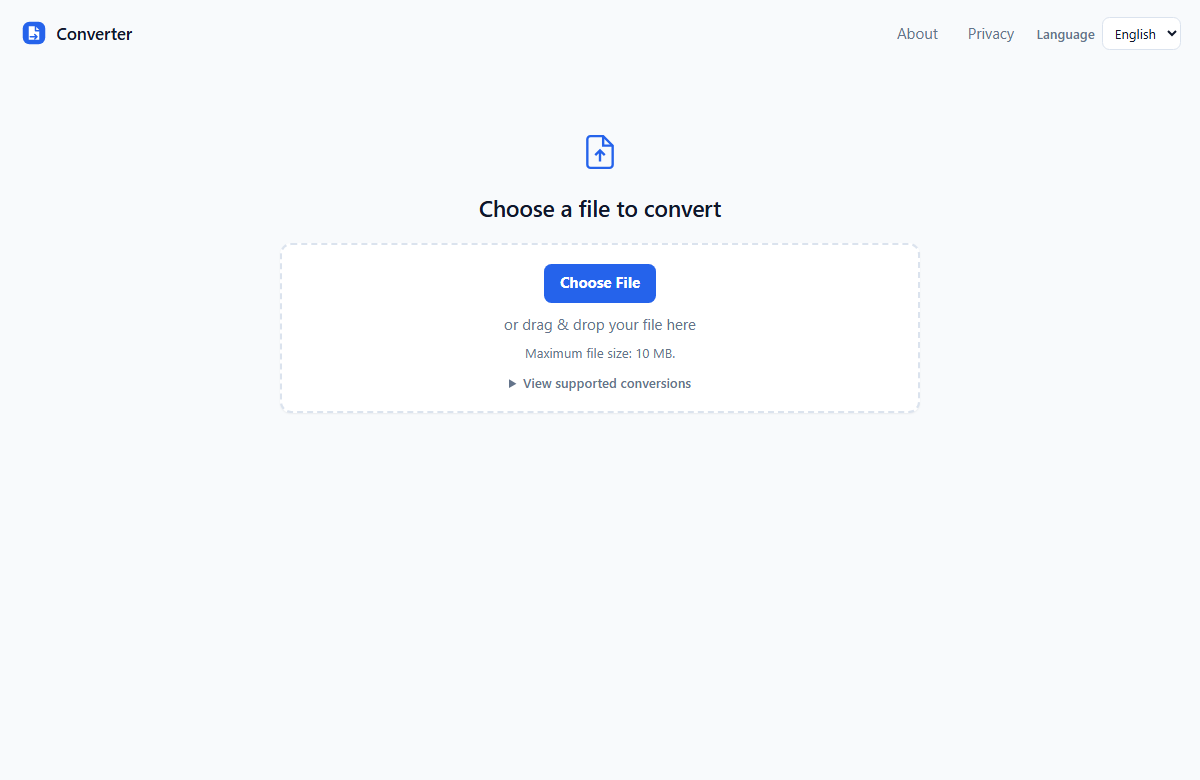 Converter
About
Privacy
Language
English
Choose a file to convert
Choose File
or drag & drop your file here
Maximum file size: 10 MB.
View supported conversions